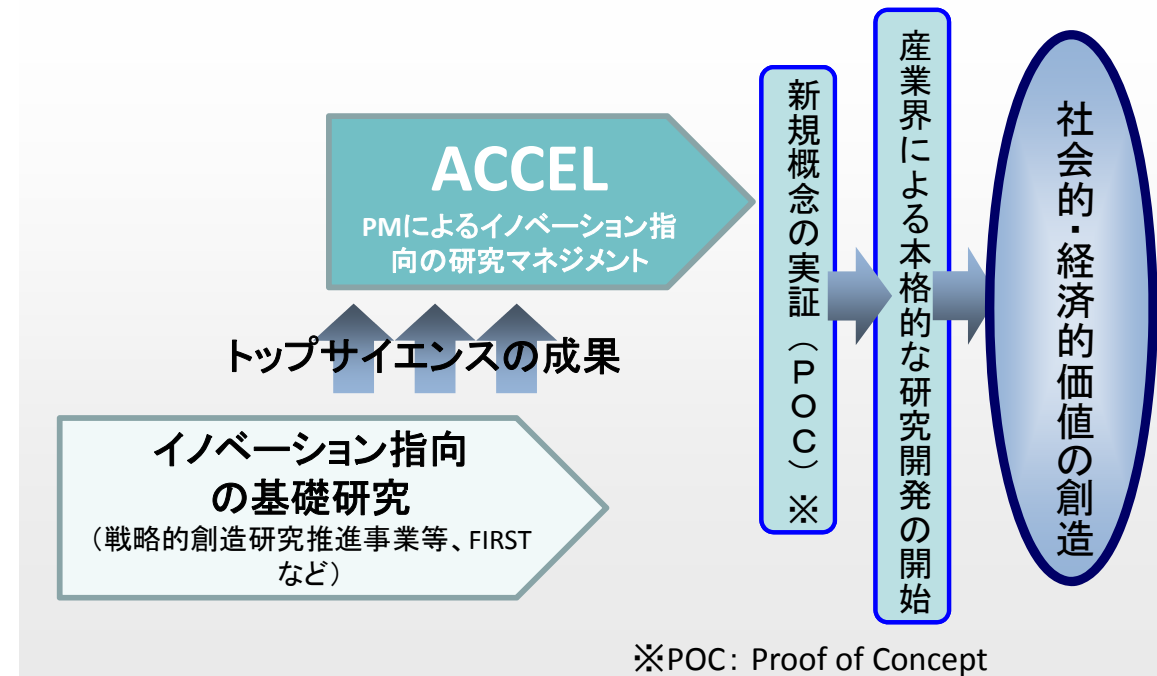 ACCEL
PMによるイノベーション指
向の研究マネジメント
トップサイエンスの成果
イノベーション指向
の基礎研究
（戦略的創造研究推進事業等、FIRST
など）
新規概念の実証（ＰＯＣ）※
産業界による本格的な研究開発の開始
社会的・経済的価値の創造
※POC： Proof of Concept